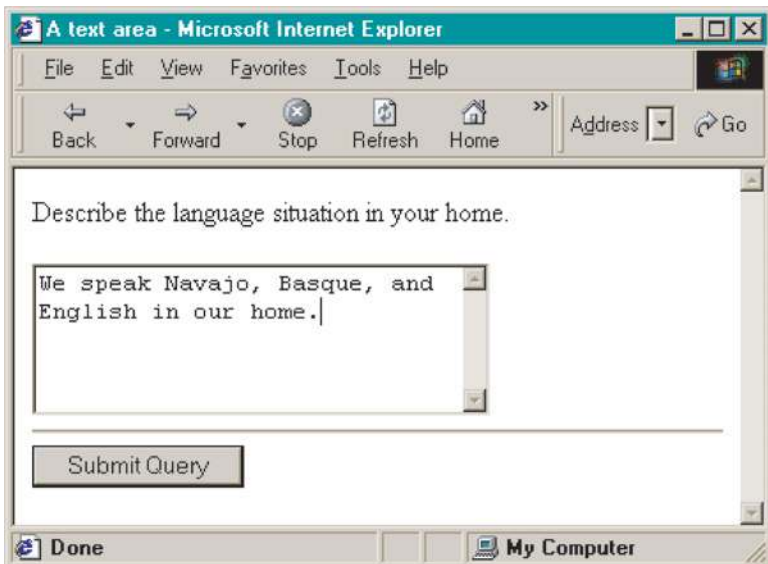 A text area - Microsoft Internet Explorer
File Edit View Favorites Tools Help
Back Forward Stop Refresh Home » Address Go
Describe the language situation in your home.
We speak Navajo, Basque, and
English in our home.
Submit Query
Done My Computer